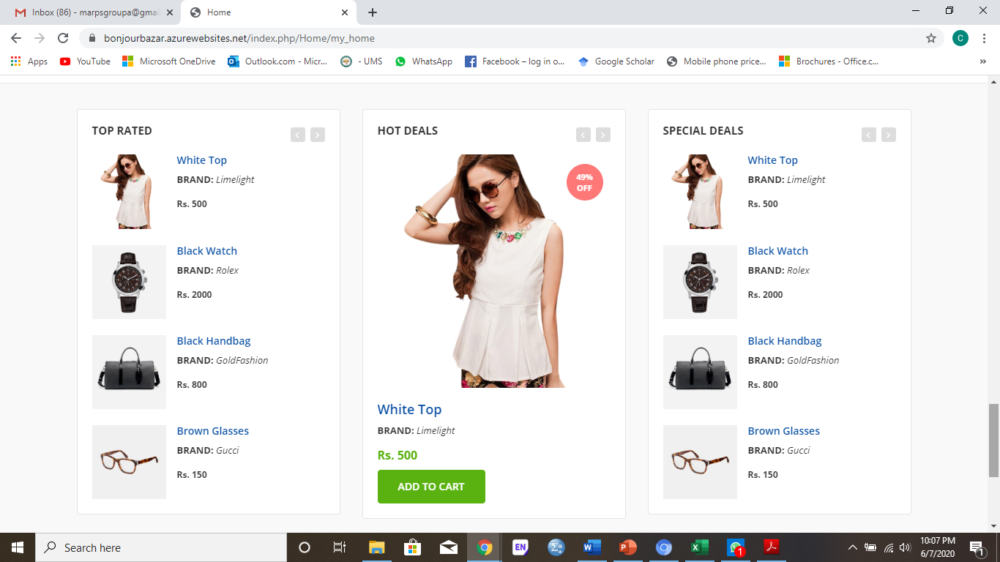 Inbox (86) - marpsgroupa@gmai
Home
bonjourbazar.azurewebsites.net/index.php/Home/my_home
C
Apps
YouTube
Microsoft OneDrive
Outlook.com - Micr...
- UMS
WhatsApp
Facebook – log in o...
Google Scholar
Mobile phone price...
Brochures - Office.c...
TOP RATED
White Top
BRAND: Limelight
Rs. 500
Black Watch
BRAND: Rolex
Rs. 2000
Black Handbag
BRAND: GoldFashion
Rs. 800
Brown Glasses
BRAND: Gucci
Rs. 150
HOT DEALS
49%
OFF
White Top
BRAND: Limelight
Rs. 500
ADD TO CART
SPECIAL DEALS
White Top
BRAND: Limelight
Rs. 500
Black Watch
BRAND: Rolex
Rs. 2000
Black Handbag
BRAND: GoldFashion
Rs. 800
Brown Glasses
BRAND: Gucci
Rs. 150
Search here
EN
1
10:07 PM
6/7/2020
1